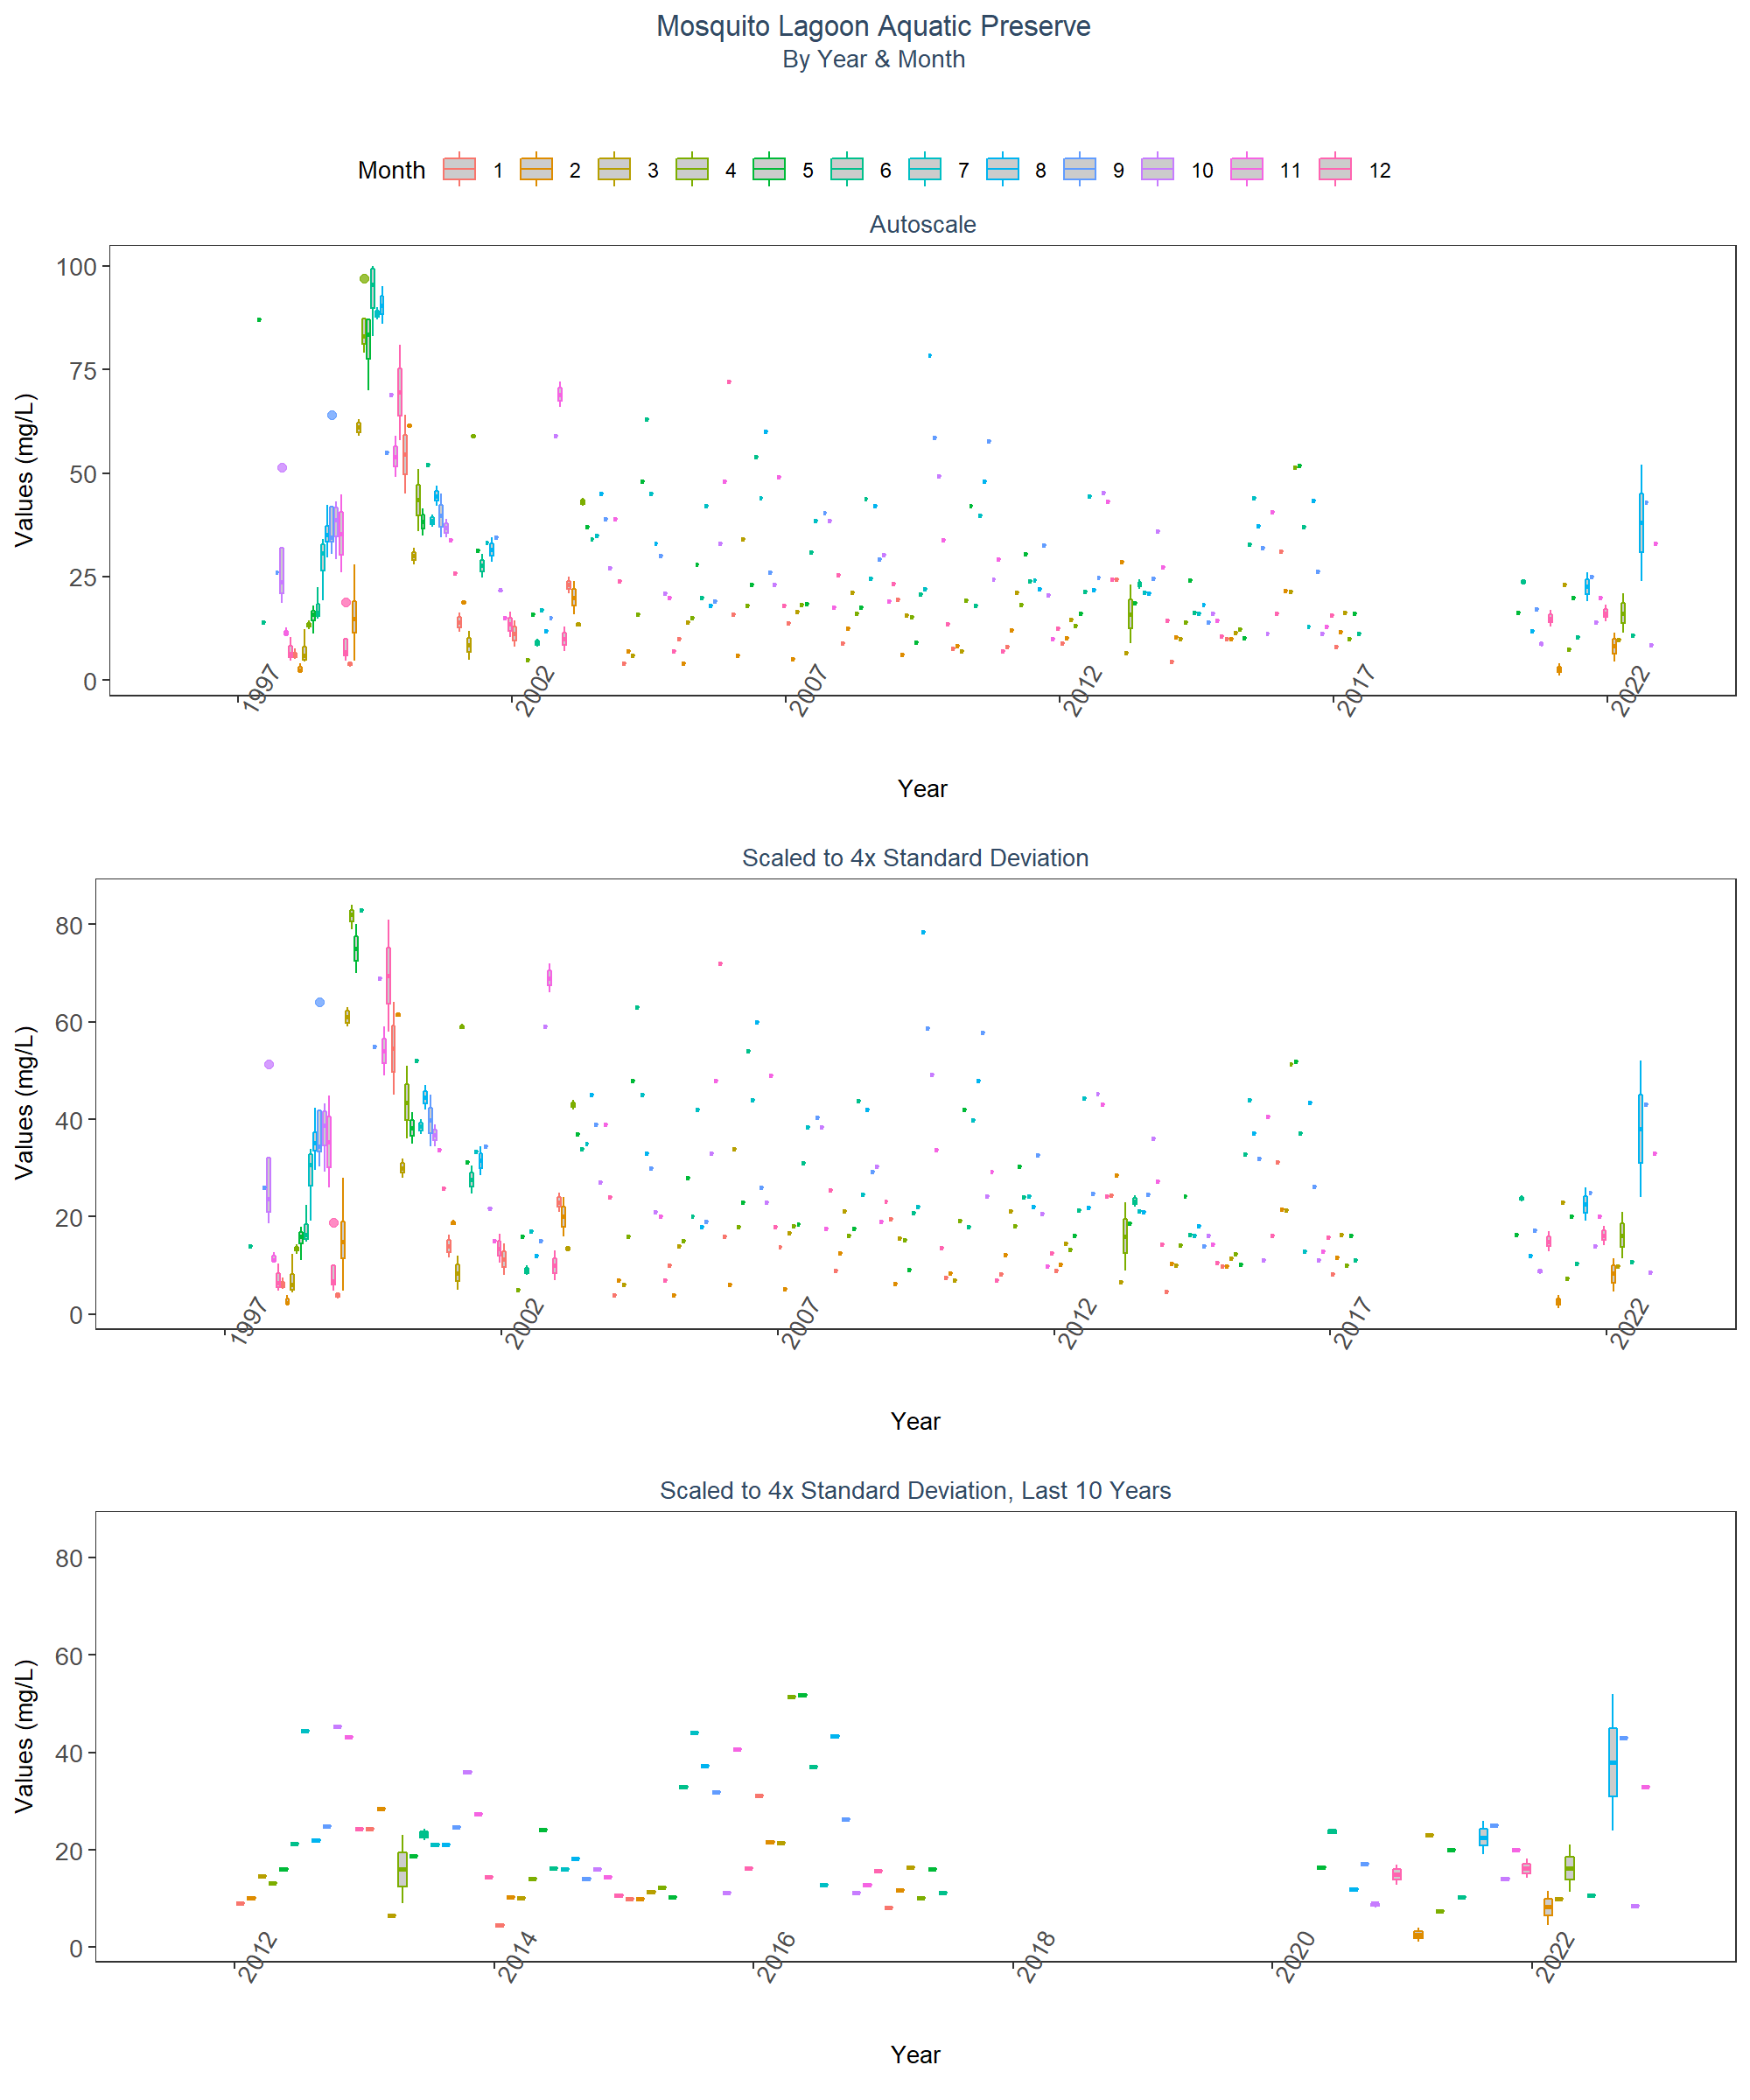 Mosquito Lagoon Aquatic Preserve
By Year & Month
Month 1 2 3 4 5 6 7 8 9 10 11 12
Autoscale
Values (mg/L)
100
75
50
25
0
1997 2002 2007 2012 2017 2022
Year
Scaled to 4x Standard Deviation
Values (mg/L)
80
60
40
20
0
1997 2002 2007 2012 2017 2022
Year
Scaled to 4x Standard Deviation, Last 10 Years
Values (mg/L)
80
60
40
20
0
2012 2014 2016 2018 2020 2022
Year